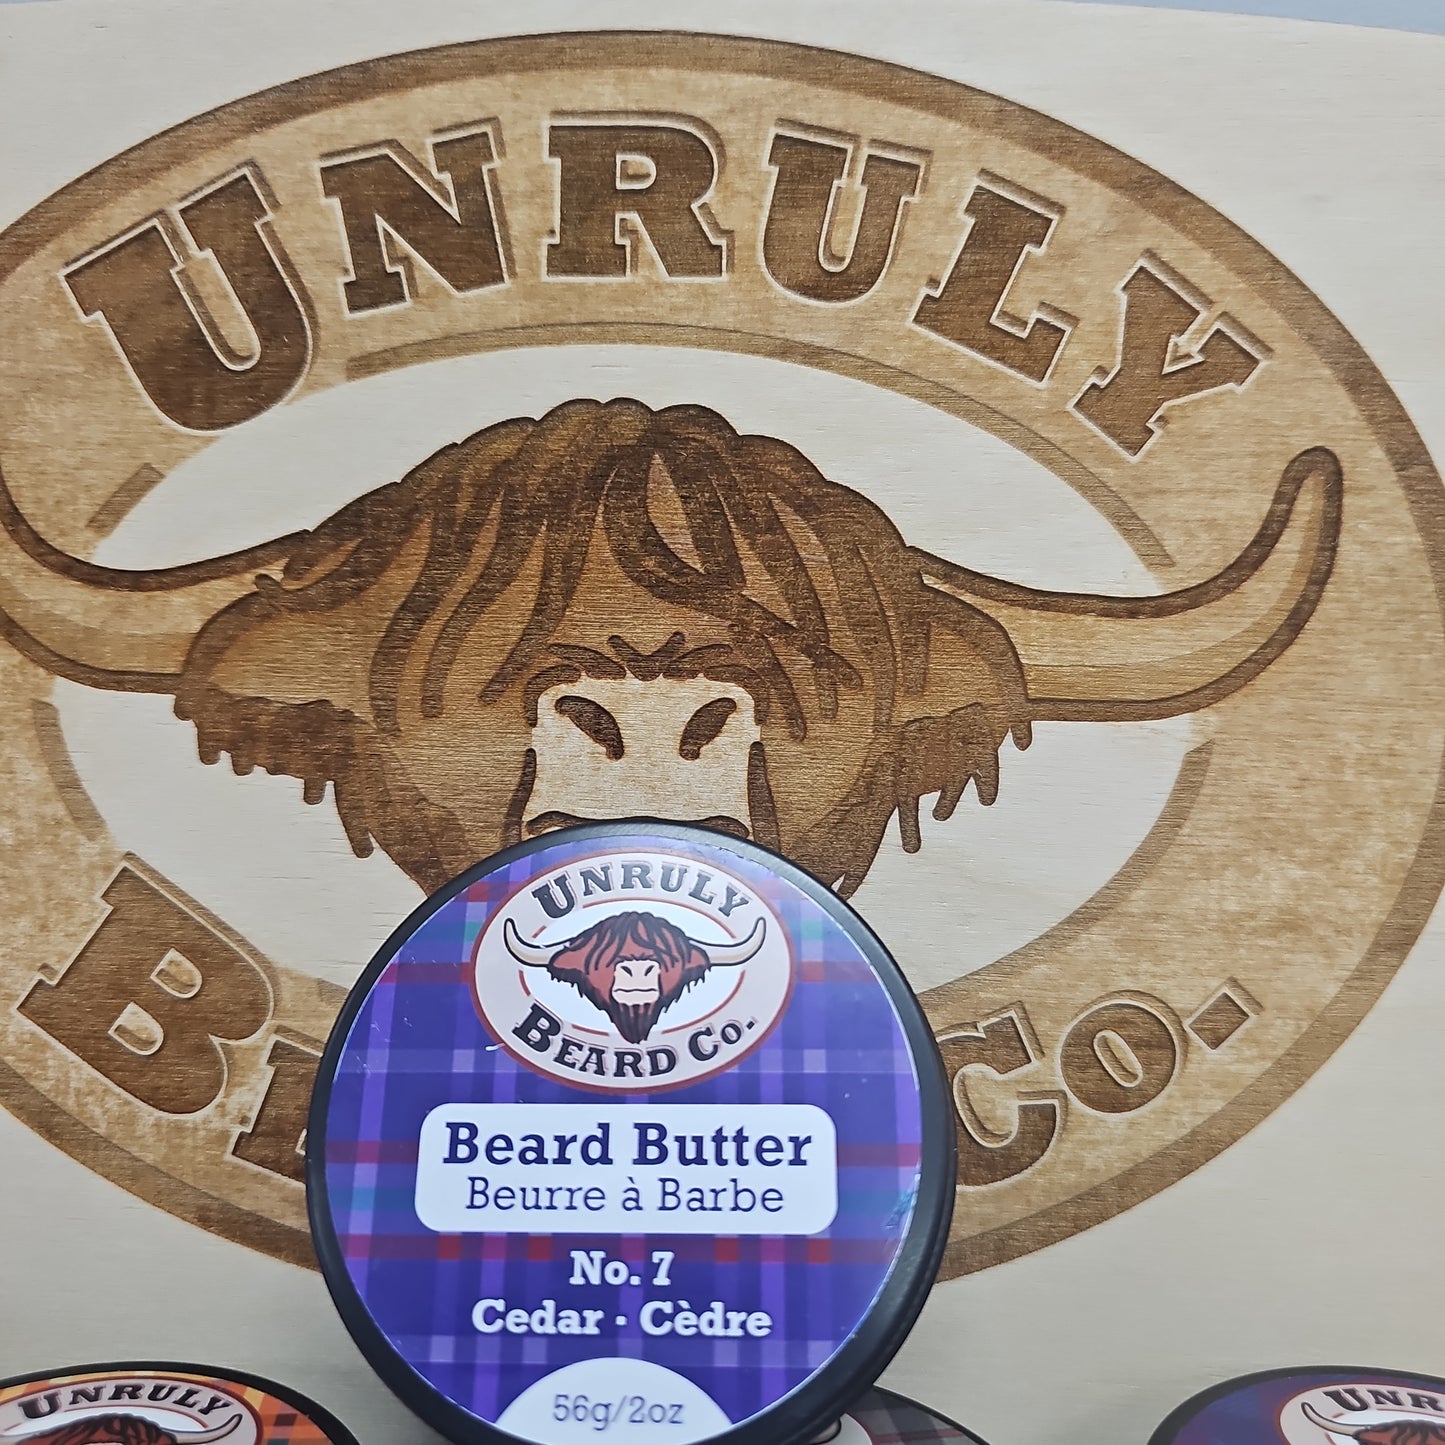 UNRULY
B Co.
UNRULY
BEARD Co.
Beard Butter
Beurre à Barbe
No. 7
Cedar · Cèdre
56g/2oz
UNRULY